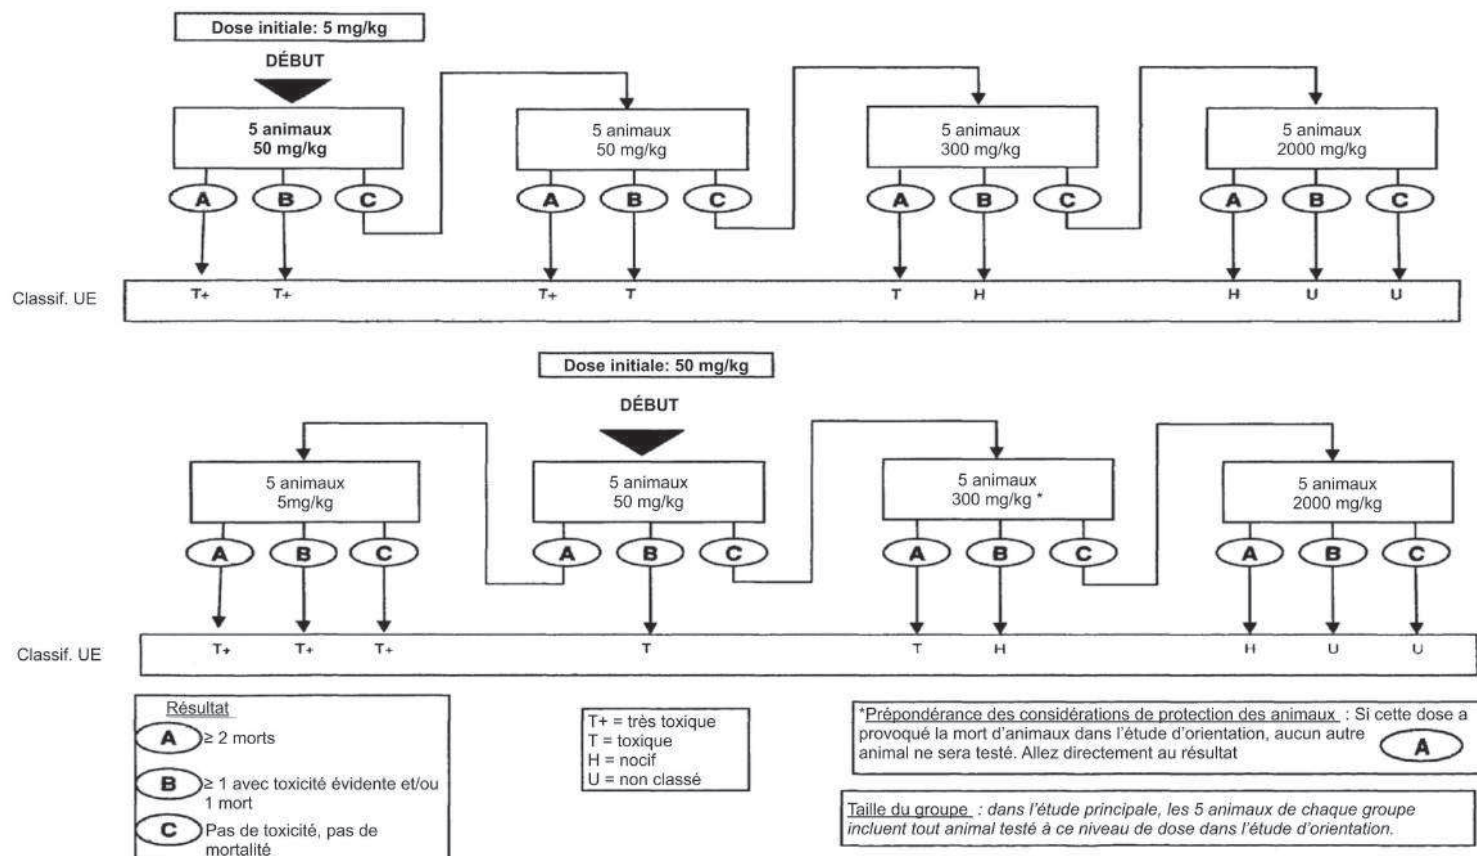 Dose initiale: 5 mg/kg
DÉBUT
5 animaux
50 mg/kg
5 animaux
50 mg/kg
5 animaux
300 mg/kg
5 animaux
2000 mg/kg
A B C A B C A B C A B C
Classif. UE
T+ T+ T+ T T H H U U
Dose initiale: 50 mg/kg
DÉBUT
5 animaux
5mg/kg
5 animaux
50 mg/kg
5 animaux
300 mg/kg *
5 animaux
2000 mg/kg
A B C A B C A B C A B C
Classif. UE
T+ T+ T+ T T H H U U
Résultat
A ≥ 2 morts
B ≥ 1 avec toxicité évidente et/ou
1 mort
C Pas de toxicité, pas de
mortalité
T+ = très toxique
T = toxique
H = nocif
U = non classé
*Prépondérance des considérations de protection des animaux : Si cette dose a
provoqué la mort d'animaux dans l'étude d'orientation, aucun autre
animal ne sera testé. Allez directement au résultat A
Taille du groupe : dans l'étude principale, les 5 animaux de chaque groupe
incluent tout animal testé à ce niveau de dose dans l'étude d'orientation.